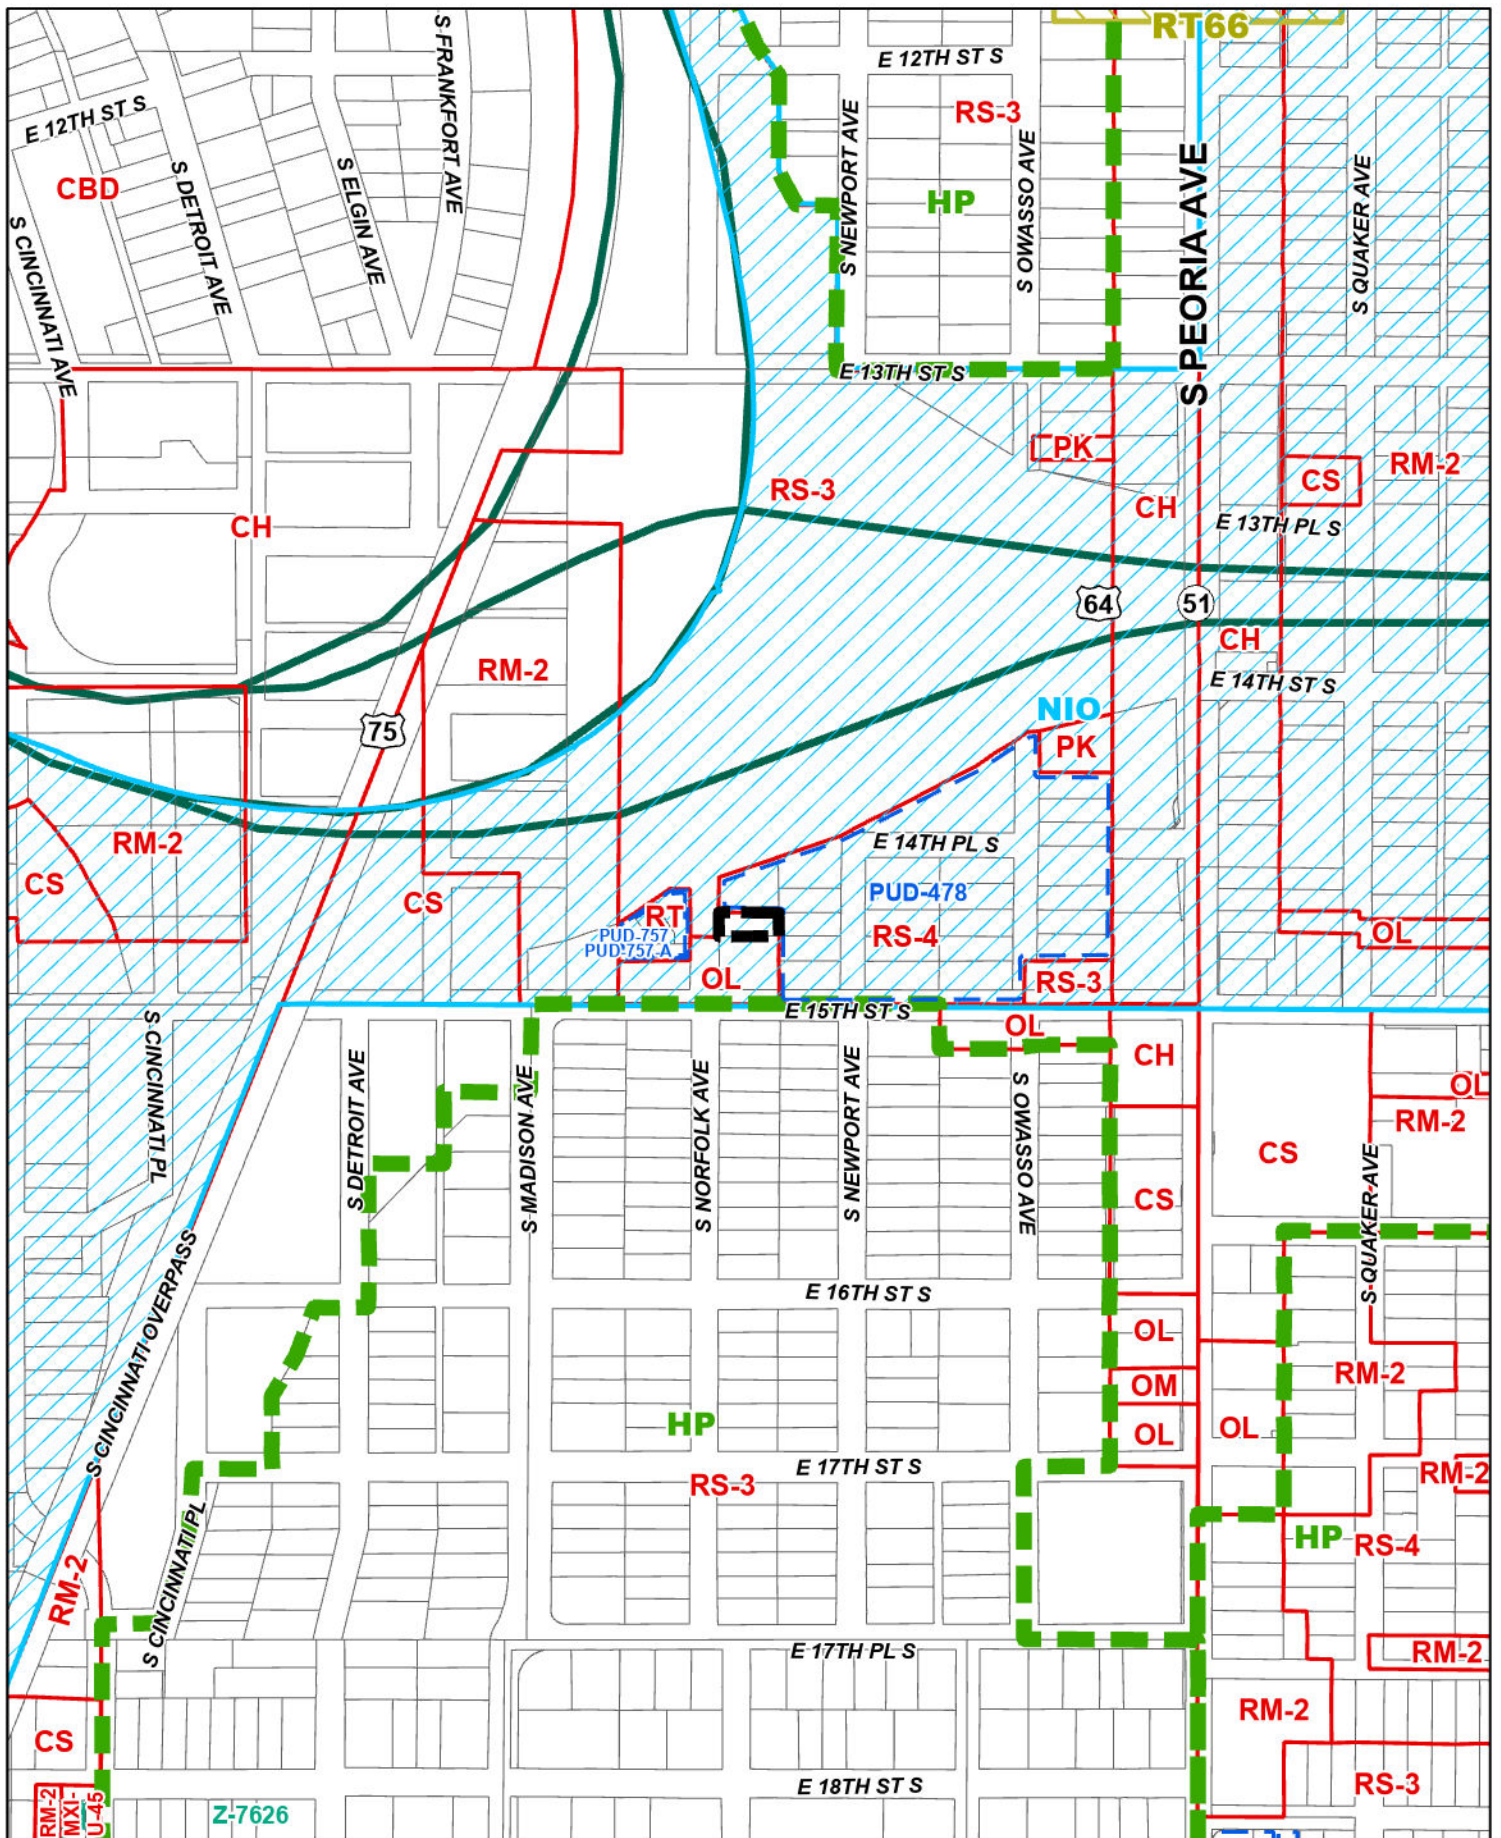 RT66
E 12TH ST S
S FRANKFORT AVE
E 12TH ST S
RS-3
S NEWPORT AVE
S OWASSO AVE
S PEORIA AVE
S QUAKER AVE
S DETROIT AVE
S ELGIN AVE
CBD
HP
S CINCINNATI AVE
E 13TH ST S
PK
RM-2
CS
RS-3
CH
E 13TH PL S
CH
64
51
CH
RM-2
E 14TH ST S
NIO
75
PK
RM-2
E 14TH PL S
CS
PUD-478
CS
RT
RS-4
OL
PUD-757
PUD-757-A
OL
RS-3
E 15TH ST S
OL
S CINCINNATI PL
CH
S DETROIT AVE
S MADISON AVE
S NORFOLK AVE
S NEWPORT AVE
S OWASSO AVE
OL
RM-2
CS
S QUAKER AVE
CS
S CINCINNATI OVERPASS
E 16TH ST S
OL
RM-2
OM
HP
OL
OL
E 17TH ST S
RM-2
RS-3
HP
RS-4
S CINCINNATI PL
RM-2
E 17TH PL S
RM-2
RM-2
CS
E 18TH ST S
RS-3
RM-2
MX1-
U-45
Z-7626